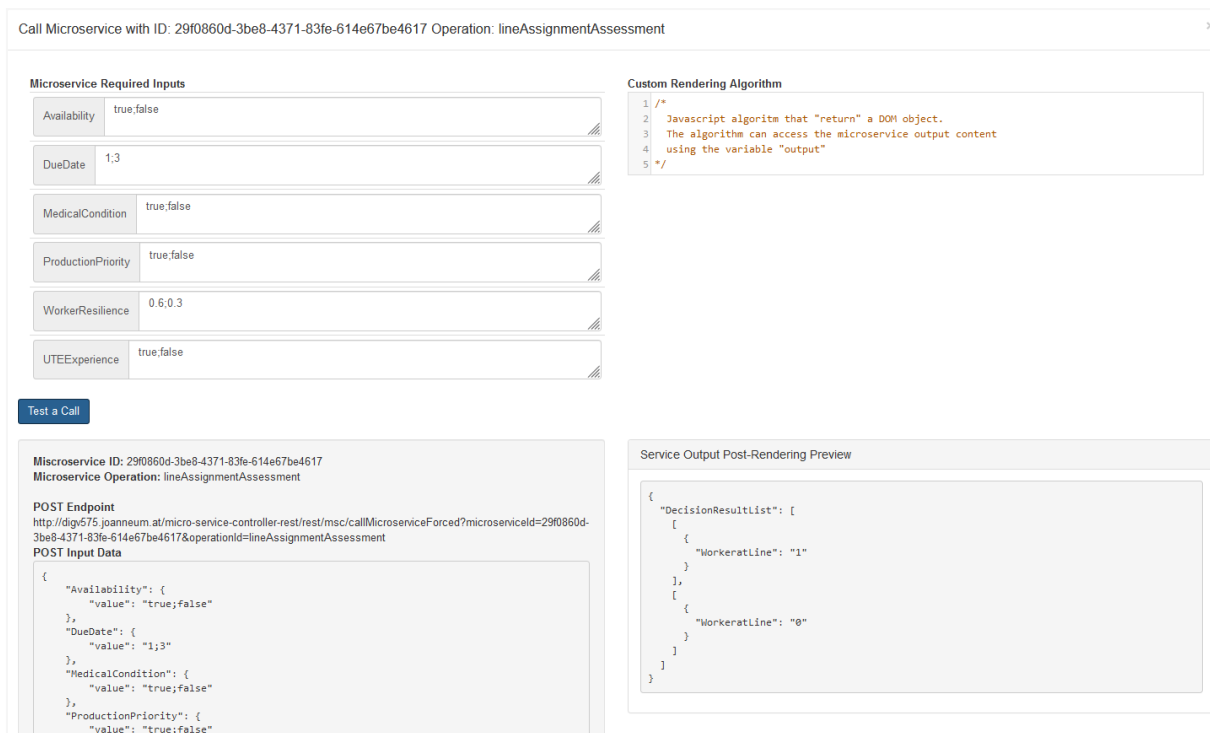 Call Microservice with ID: 29f0860d-3be8-4371-83fe-614e67be4617 Operation: lineAssignmentAssessment
×
Microservice Required Inputs
Availability
true;false
DueDate
1;3
MedicalCondition
true;false
ProductionPriority
true;false
WorkerResilience
0.6;0.3
UTEExperience
true;false
Test a Call
Custom Rendering Algorithm
1 /*
2 Javascript algoritm that "return" a DOM object.
3 The algorithm can access the microservice output content
4 using the variable "output"
5 */
Miscroservice ID: 29f0860d-3be8-4371-83fe-614e67be4617
Microservice Operation: lineAssignmentAssessment
POST Endpoint
http://digv575.joanneum.at/micro-service-controller-rest/rest/msc/callMicroserviceForced?microserviceId=29f0860d-
3be8-4371-83fe-614e67be4617&operationId=lineAssignmentAssessment
POST Input Data
{
"Availability": {
"value": "true;false"
},
"DueDate": {
"value": "1;3"
},
"MedicalCondition": {
"value": "true;false"
},
"ProductionPriority": {
"value": "true;false"
Service Output Post-Rendering Preview
{
"DecisionResultList": [
[
{
"WorkeratLine": "1"
}
],
[
{
"WorkeratLine": "0"
}
]
]
}